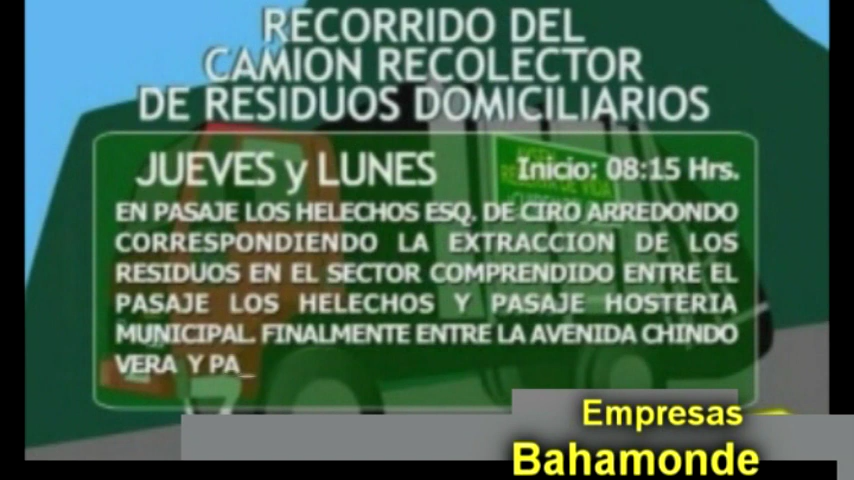 RECORRIDO DEL
CAMION RECOLECTOR
DE RESIDUOS DOMICILIARIOS
JUEVES y LUNES
Inicio: 08:15 Hrs.
EN PASAJE LOS HELECHOS ESQ. DE CIRO ARREDONDO
CORRESPONDIENDO LA EXTRACCION DE LOS
RESIDUOS EN EL SECTOR COMPRENDIDO ENTRE EL
PASAJE LOS HELECHOS Y PASAJE HOSTERIA
MUNICIPAL. FINALMENTE ENTRE LA AVENIDA CHINDO
VERA Y PA_
Empresas
Bahamonde